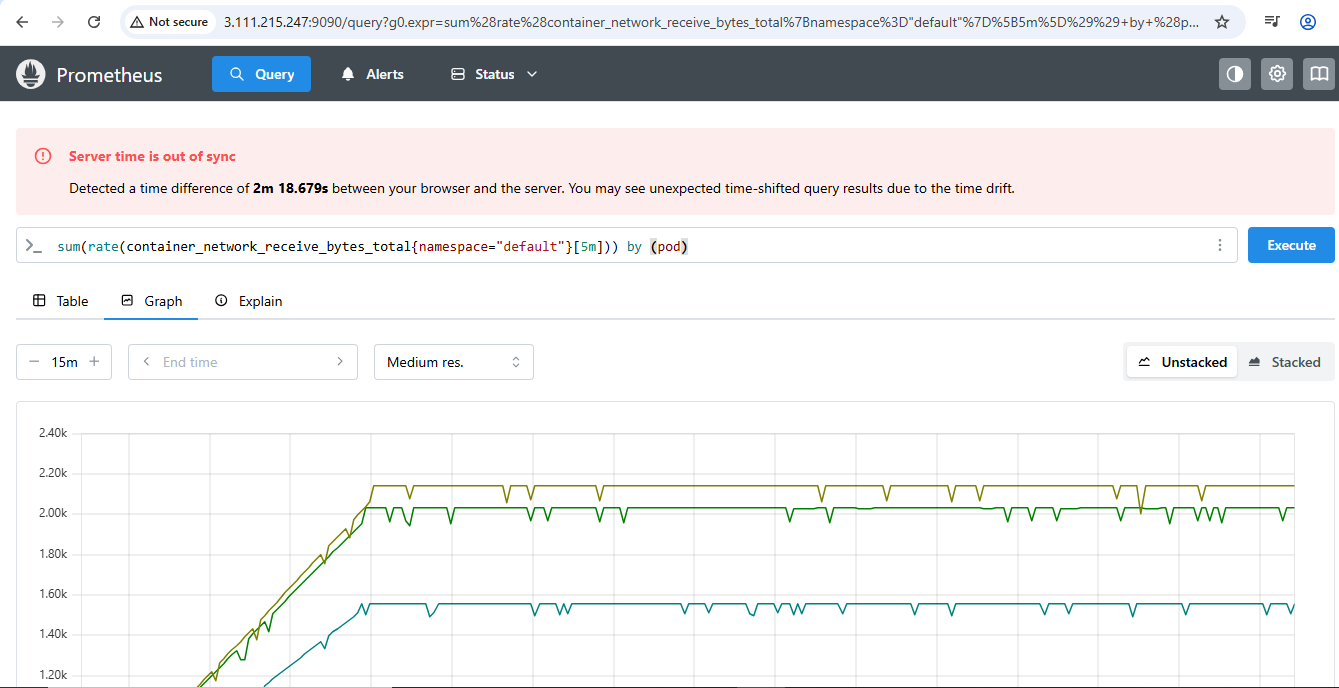 Not secure 3.111.215.247:9090/query?g0.expr=sum%28rate%28container_network_receive_bytes_total%7Bnamespace%3D"default"%7D%5B5m%5D%29%29+by+%28p...
Prometheus Query Alerts Status
Server time is out of sync
Detected a time difference of 2m 18.679s between your browser and the server. You may see unexpected time-shifted query results due to the time drift.
>_ sum(rate(container_network_receive_bytes_total{namespace="default"}[5m])) by (pod) Execute
Table Graph Explain
− 15m + End time Medium res. Unstacked Stacked
2.40k
2.20k
2.00k
1.80k
1.60k
1.40k
1.20k